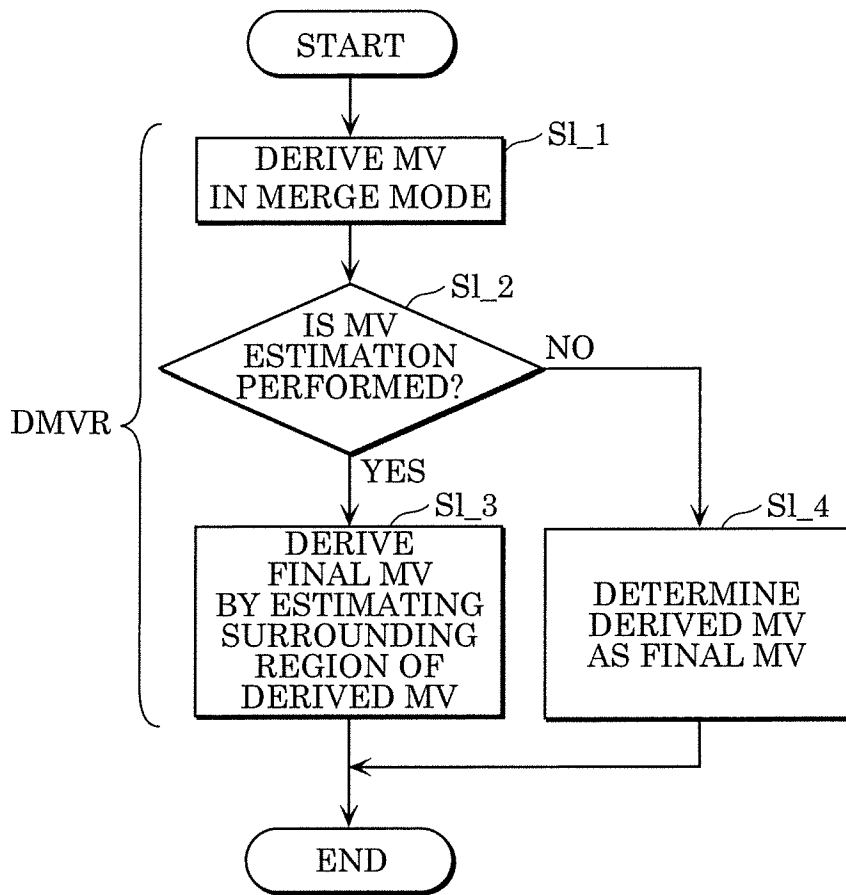 START
Sl_1
DERIVE MV
IN MERGE MODE
Sl_2
IS MV
ESTIMATION
PERFORMED?
NO
DMVR
YES
Sl_3
DERIVE
FINAL MV
BY ESTIMATING
SURROUNDING
REGION OF
DERIVED MV
Sl_4
DETERMINE
DERIVED MV
AS FINAL MV
END